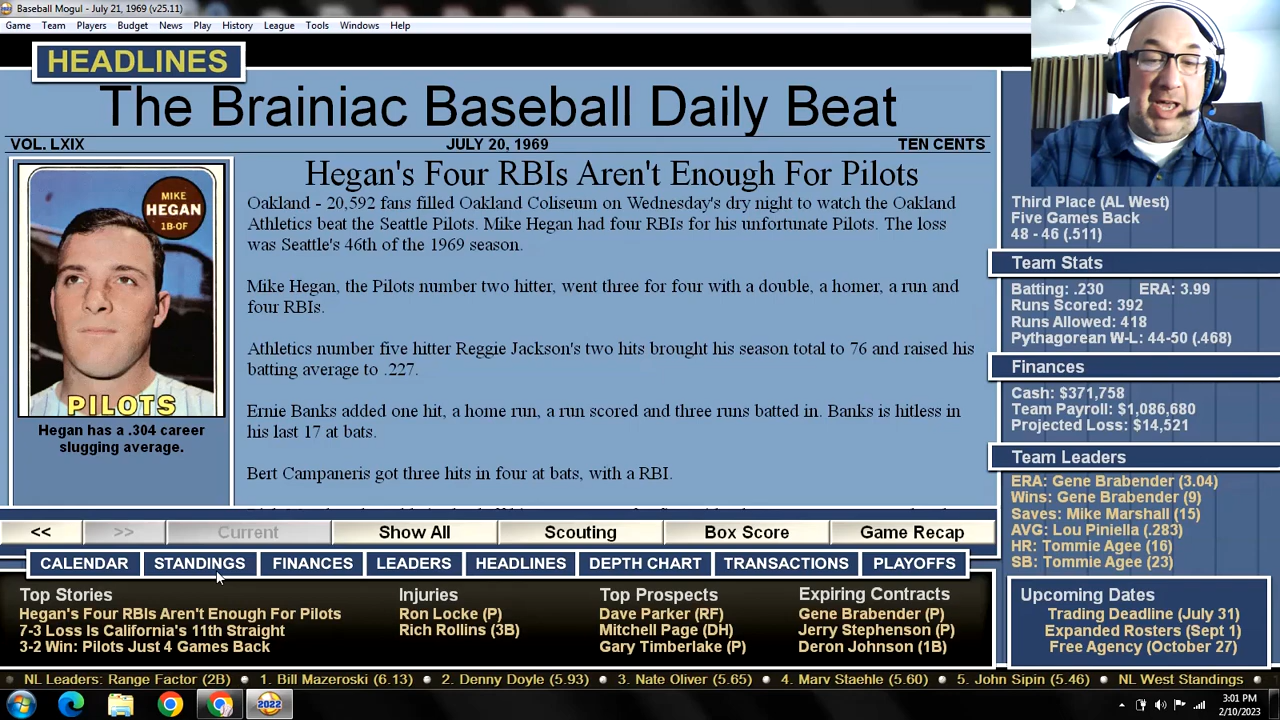 Baseball Mogul - July 21, 1969 (v25.11)
Game Team Players Budget News Play History League Tools Windows Help
HEADLINES
The Brainiac Baseball Daily Beat
VOL. LXIX JULY 20, 1969 TEN CENTS
MIKE
HEGAN
1B-OF
PILOTS
Hegan has a .304 career
slugging average.
Hegan's Four RBIs Aren't Enough For Pilots
Oakland - 20,592 fans filled Oakland Coliseum on Wednesday's dry night to watch the Oakland
Athletics beat the Seattle Pilots. Mike Hegan had four RBIs for his unfortunate Pilots. The loss
was Seattle's 46th of the 1969 season.
Mike Hegan, the Pilots number two hitter, went three for four with a double, a homer, a run and
four RBIs.
Athletics number five hitter Reggie Jackson's two hits brought his season total to 76 and raised his
batting average to .227.
Ernie Banks added one hit, a home run, a run scored and three runs batted in. Banks is hitless in
his last 17 at bats.
Bert Campaneris got three hits in four at bats, with a RBI.
Third Place (AL West)
Five Games Back
48 - 46 (.511)
Team Stats
Batting: .230 ERA: 3.99
Runs Scored: 392
Runs Allowed: 418
Pythagorean W-L: 44-50 (.468)
Finances
Cash: $371,758
Team Payroll: $1,086,680
Projected Loss: $14,521
Team Leaders
ERA: Gene Brabender (3.04)
Wins: Gene Brabender (9)
Saves: Mike Marshall (15)
AVG: Lou Piniella (.283)
HR: Tommie Agee (16)
SB: Tommie Agee (23)
<< >> Current Show All Scouting Box Score Game Recap
CALENDAR STANDINGS FINANCES LEADERS HEADLINES DEPTH CHART TRANSACTIONS PLAYOFFS
Top Stories
Hegan's Four RBIs Aren't Enough For Pilots
7-3 Loss Is California's 11th Straight
3-2 Win: Pilots Just 4 Games Back
Injuries
Ron Locke (P)
Rich Rollins (3B)
Top Prospects
Dave Parker (RF)
Mitchell Page (DH)
Gary Timberlake (P)
Expiring Contracts
Gene Brabender (P)
Jerry Stephenson (P)
Deron Johnson (1B)
Upcoming Dates
Trading Deadline (July 31)
Expanded Rosters (Sept 1)
Free Agency (October 27)
NL Leaders: Range Factor (2B) 1. Bill Mazeroski (6.13) 2. Denny Doyle (5.93) 3. Nate Oliver (5.65) 4. Marv Staehle (5.60) 5. John Sipin (5.46) NL West Standings
2022
3:01 PM
2/10/2023